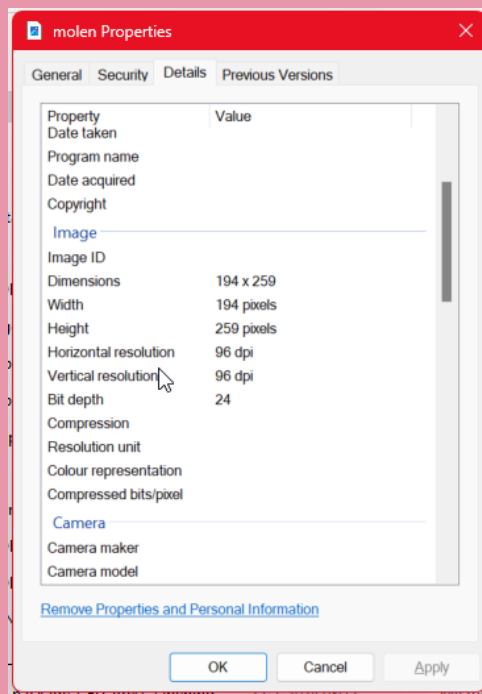 molen Properties
General Security Details Previous Versions
Property Value
Date taken
Program name
Date acquired
Copyright
Image
Image ID
Dimensions 194 x 259
Width 194 pixels
Height 259 pixels
Horizontal resolution 96 dpi
Vertical resolution 96 dpi
Bit depth 24
Compression
Resolution unit
Colour representation
Compressed bits/pixel
Camera
Camera maker
Camera model
Remove Properties and Personal Information
OK Cancel Apply